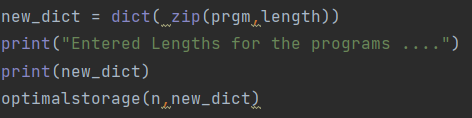 new_dict = dict( zip(prgm,length))
print("Entered Lengths for the programs ....")
print(new_dict)
optimalstorage(n,new_dict)